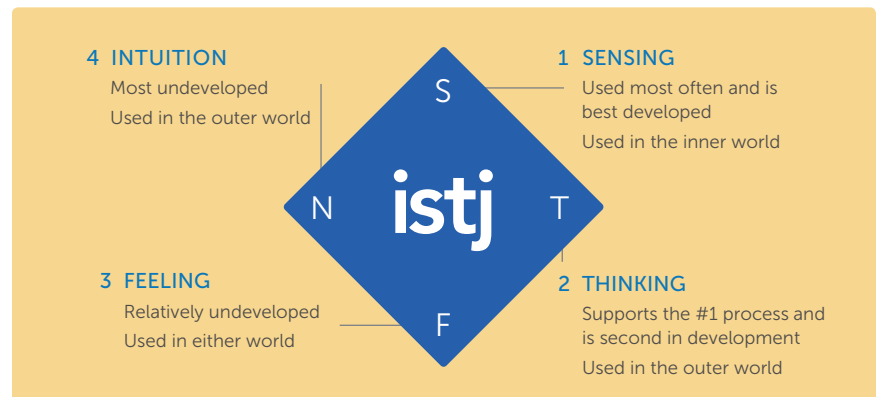 4 INTUITION
Most undeveloped
Used in the outer world
1 SENSING
Used most often and is
best developed
Used in the inner world
S
N
istj
T
F
3 FEELING
Relatively undeveloped
Used in either world
2 THINKING
Supports the #1 process and
is second in development
Used in the outer world